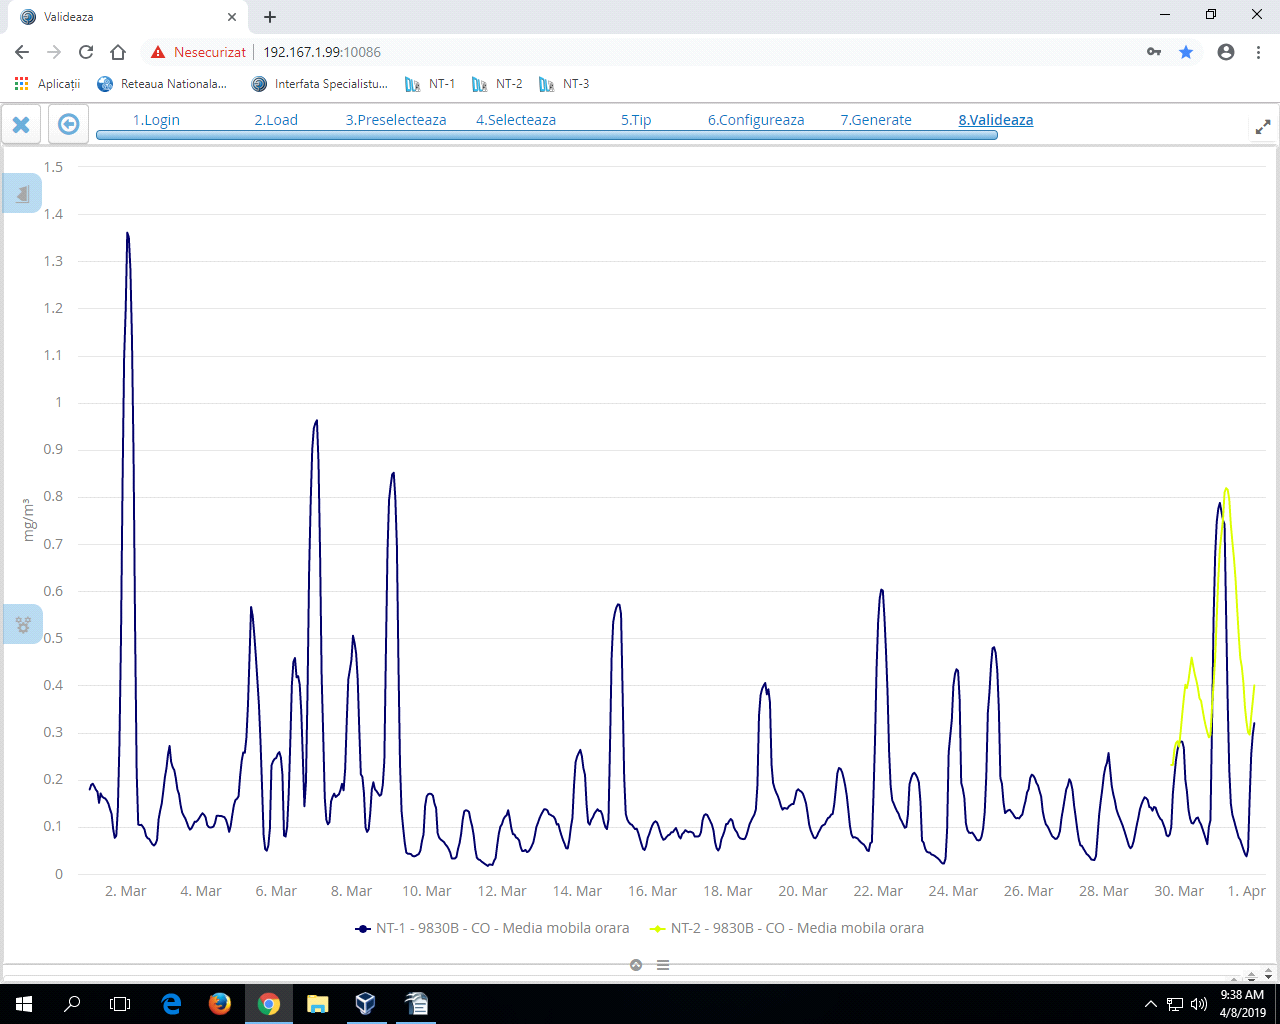 Valideaza
Nesecurizat
192.167.1.99:10086
Aplicații
Reteaua Nationala...
Interfata Specialistu...
NT-1
NT-2
NT-3
1.Login
2.Load
3.Preselecteaza
4.Selecteaza
5.Tip
6.Configureaza
7.Generate
8.Valideaza
1.5
1.4
1.3
1.2
1.1
1
0.9
0.8
0.7
0.6
0.5
0.4
0.3
0.2
0.1
0
mg/m³
2. Mar
4. Mar
6. Mar
8. Mar
10. Mar
12. Mar
14. Mar
16. Mar
18. Mar
20. Mar
22. Mar
24. Mar
26. Mar
28. Mar
30. Mar
1. Apr
NT-1 - 9830B - CO - Media mobila orara
NT-2 - 9830B - CO - Media mobila orara
9:38 AM
4/8/2019